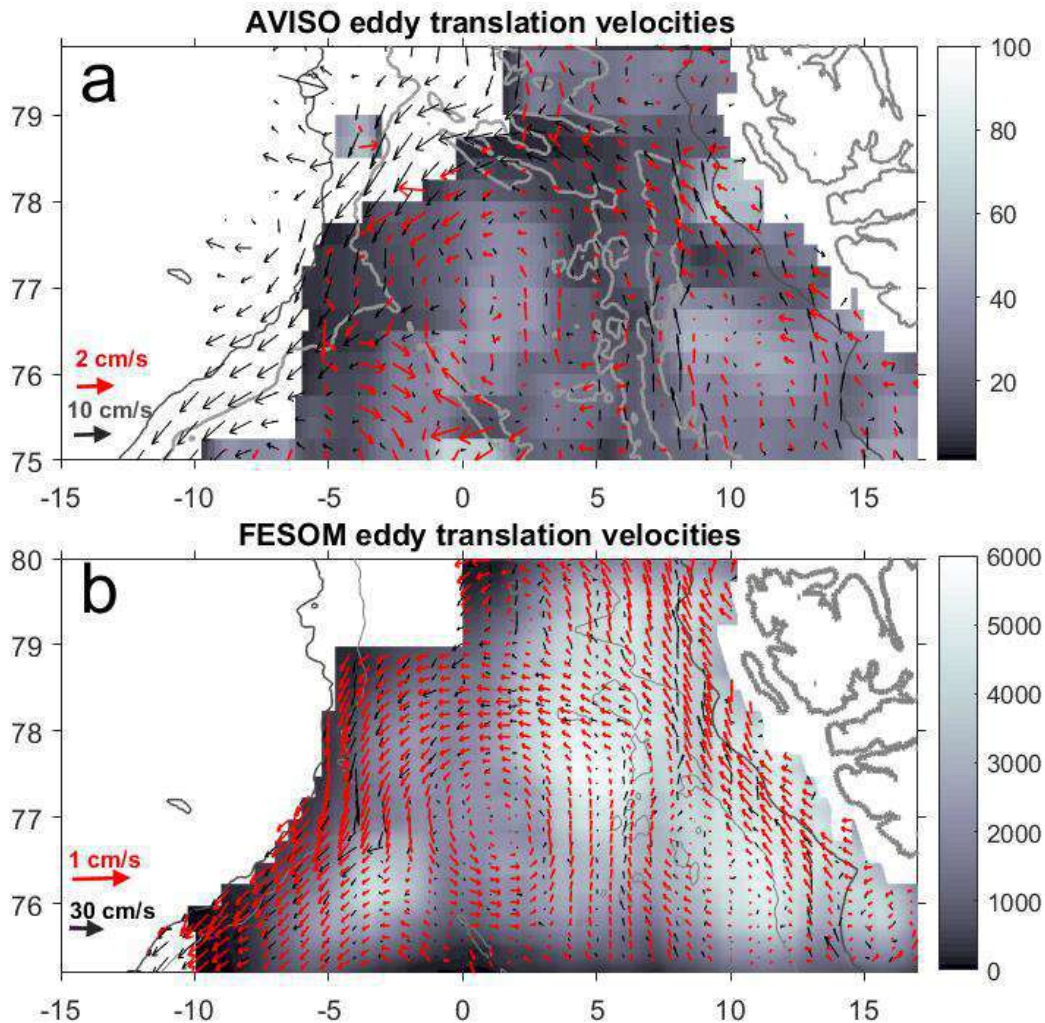 AVISO eddy translation velocities
a
79
78
77
76
75
2 cm/s
10 cm/s
-15 -10 -5 0 5 10 15
100
80
60
40
20
FESOM eddy translation velocities
b
80
79
78
77
76
1 cm/s
30 cm/s
-15 -10 -5 0 5 10 15
6000
5000
4000
3000
2000
1000
0